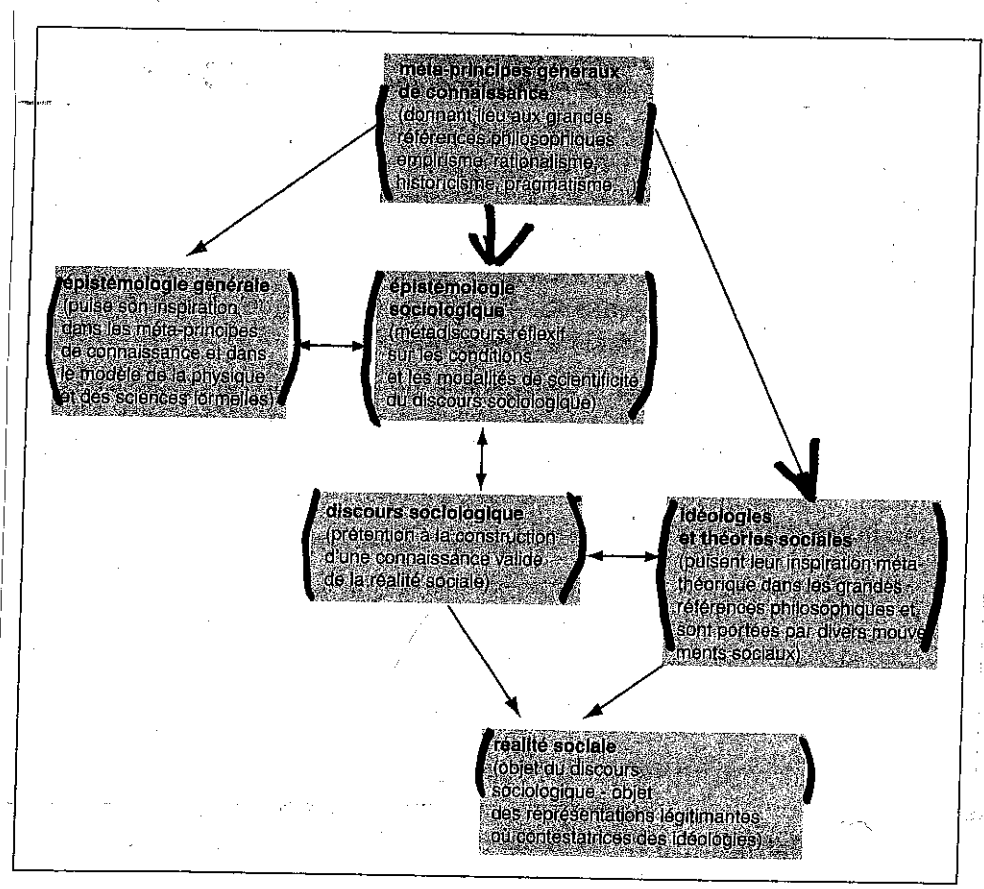 méta-principes généraux
de connaissance
(donnant lieu aux grandes
références philosophiques
empirisme, rationalisme,
historicisme, pragmatisme...)
épistémologie générale
(puise son inspiration
dans les méta-principes
de connaissance et dans
le modèle de la physique
et des sciences formelles)
épistémologie
sociologique
(métadiscours réflexif
sur les conditions
et les modalités de scientificité
du discours sociologique)
discours sociologique
(prétention à la construction
d'une connaissance valide
de la réalité sociale)
idéologies
et théories sociales
(puisent leur inspiration méta-
théorique dans les grandes
références philosophiques et
sont portées par divers mouve-
ments sociaux)
réalité sociale
(objet du discours
sociologique - objet
des représentations légitimantes
ou contestatrices des idéologies)